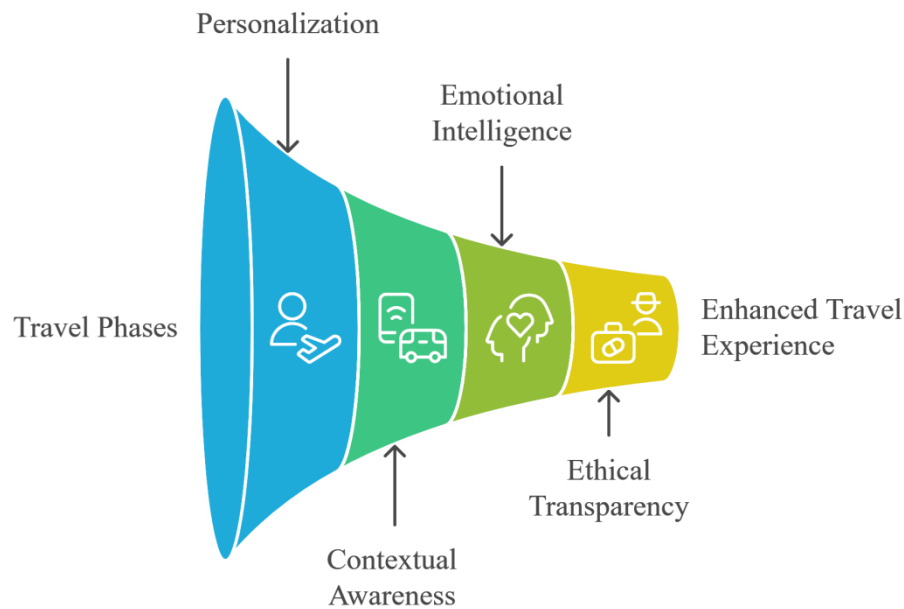 Personalization
Emotional
Intelligence
Travel Phases
Enhanced Travel
Experience
Ethical
Transparency
Contextual
Awareness